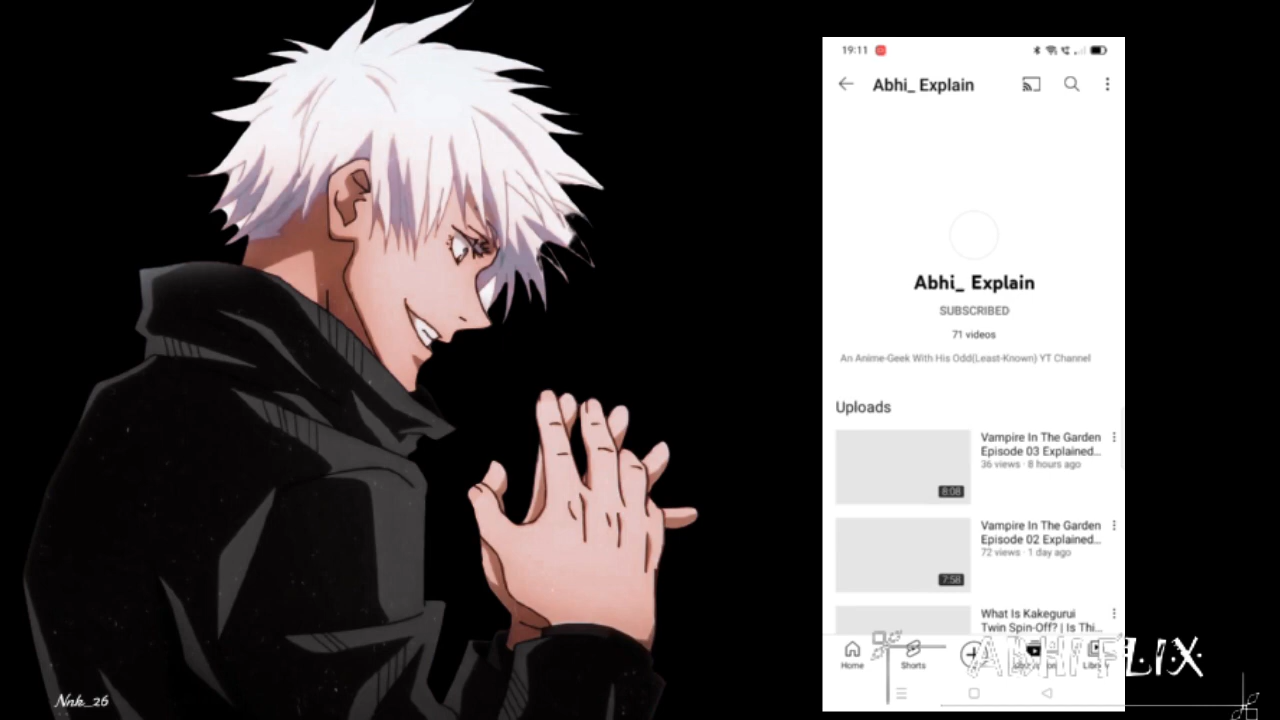 19:11
Abhi_ Explain
Abhi_ Explain
SUBSCRIBED
71 videos
An Anime-Geek With His Odd(Least-Known) YT Channel
Uploads
Vampire In The Garden
Episode 03 Explained...
36 views · 8 hours ago
8:08
Vampire In The Garden
Episode 02 Explained...
72 views · 1 day ago
7:58
What Is Kakegurui
Twin Spin-Off? | Is Thi...
ABHI FLIX
Home
Shorts
Nnk_26